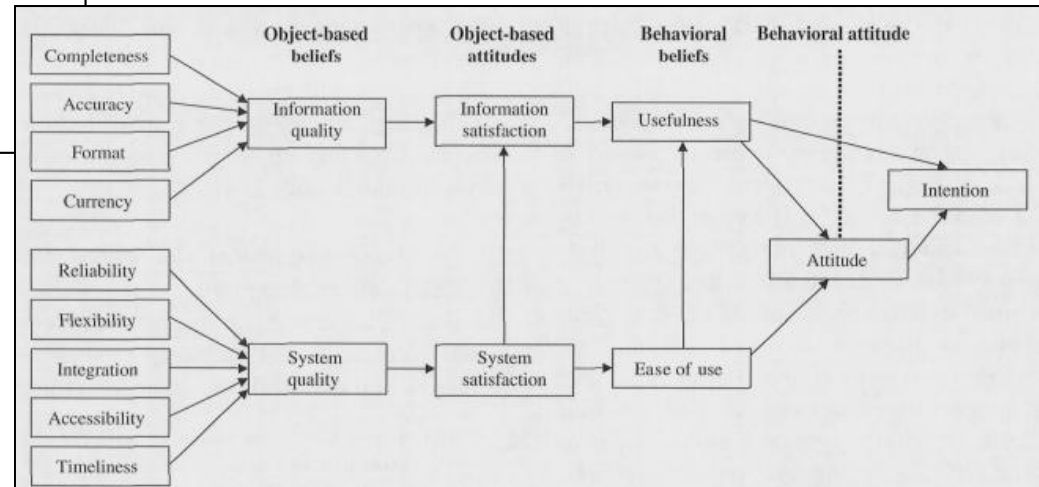 Object-based
beliefs
Object-based
attitudes
Behavioral
beliefs
Behavioral attitude
Completeness
Accuracy
Format
Currency
Reliability
Flexibility
Integration
Accessibility
Timeliness
Information
quality
System
quality
Information
satisfaction
System
satisfaction
Usefulness
Ease of use
Attitude
Intention